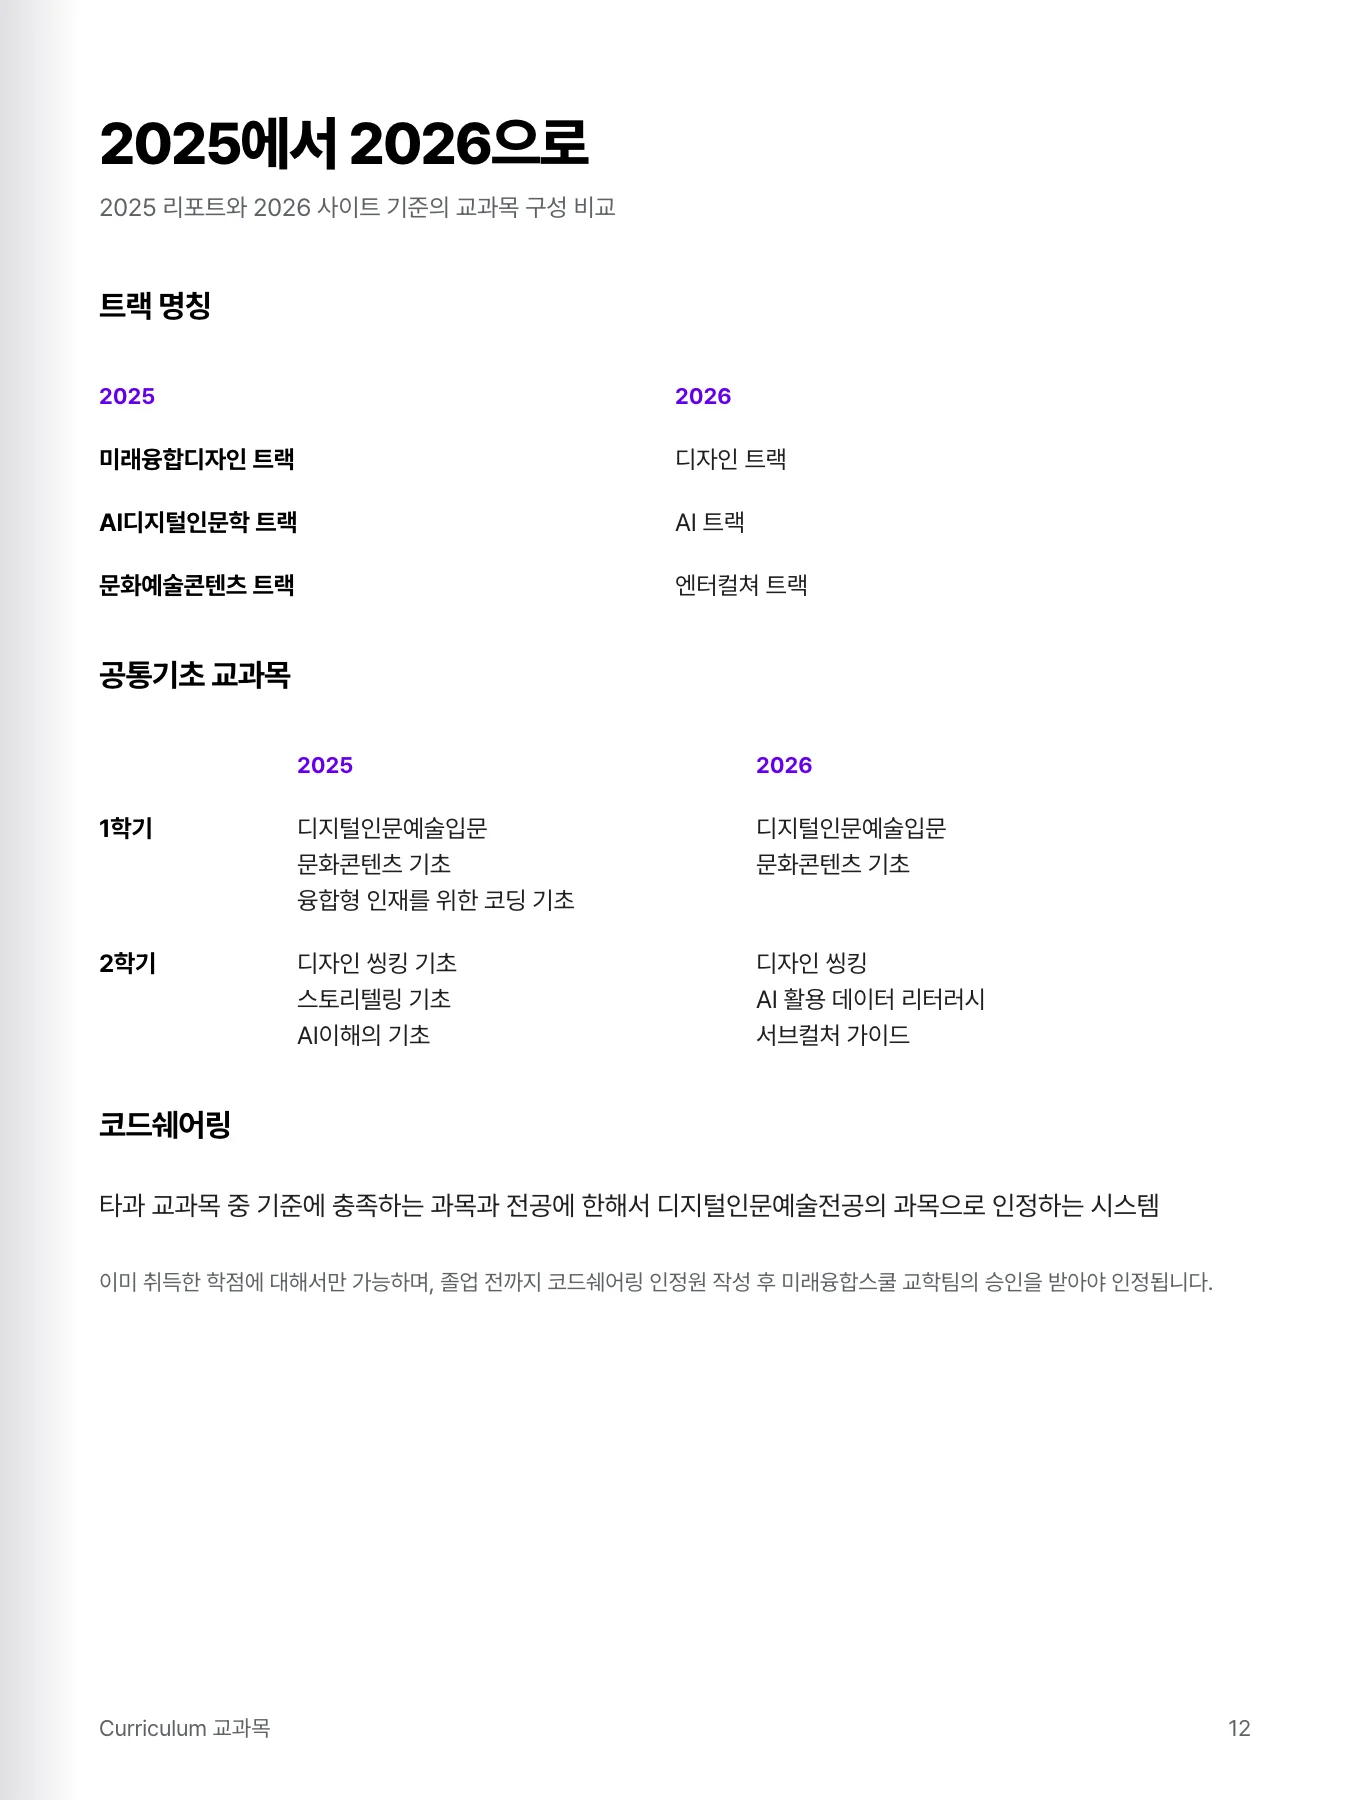 2025에서 2026으로
2025 리포트와 2026 사이트 기준의 교과목 구성 비교
트랙 명칭
2025 2026
미래융합디자인 트랙 디자인 트랙
AI디지털인문학 트랙 AI 트랙
문화예술콘텐츠 트랙 엔터컬쳐 트랙
공통기초 교과목
2025 2026
1학기 디지털인문예술입문 디지털인문예술입문
문화콘텐츠 기초 문화콘텐츠 기초
융합형 인재를 위한 코딩 기초
2학기 디자인 씽킹 기초 디자인 씽킹
스토리텔링 기초 AI 활용 데이터 리터러시
AI이해의 기초 서브컬처 가이드
코드쉐어링
타과 교과목 중 기준에 충족하는 과목과 전공에 한해서 디지털인문예술전공의 과목으로 인정하는 시스템
이미 취득한 학점에 대해서만 가능하며, 졸업 전까지 코드쉐어링 인정원 작성 후 미래융합스쿨 교학팀의 승인을 받아야 인정됩니다.
Curriculum 교과목 12